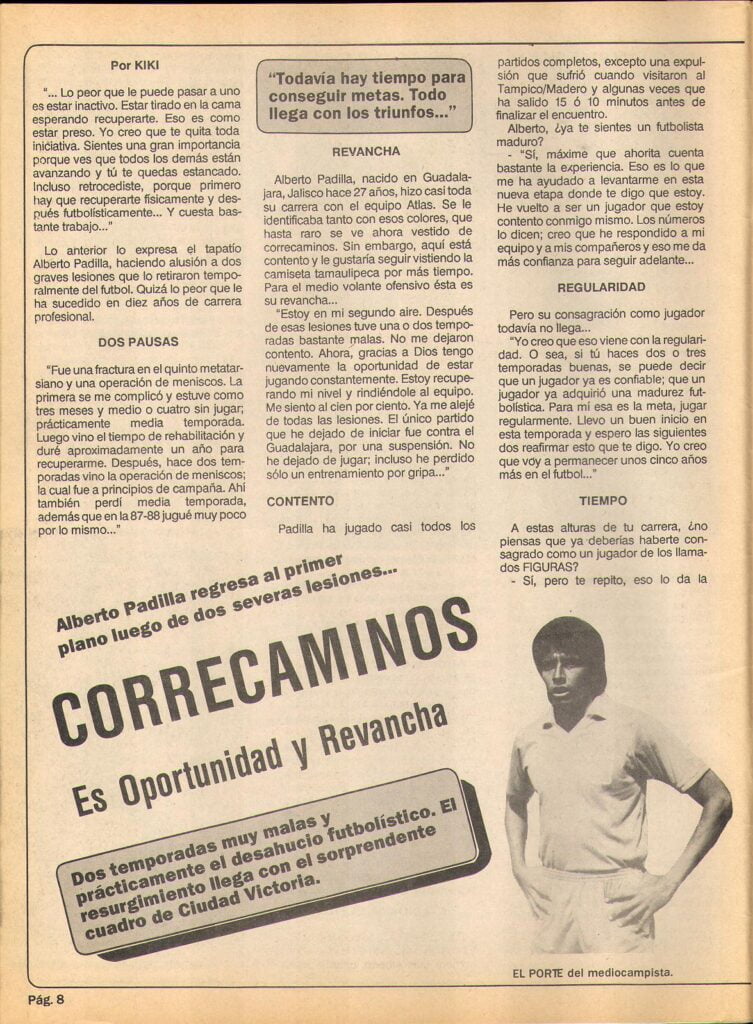 Por KIKI
"... Lo peor que le puede pasar a uno
es estar inactivo. Estar tirado en la cama
esperando recuperarte. Eso es como
estar preso. Yo creo que te quita toda
iniciativa. Sientes una gran importancia
porque ves que todos los demás están
avanzando y tú te quedas estancado.
Incluso retrocediste, porque primero
hay que recuperarte físicamente y des-
pués futbolísticamente... Y cuesta bas-
tante trabajo..."
Lo anterior lo expresa el tapatío
Alberto Padilla, haciendo alusión a dos
graves lesiones que lo retiraron tempo-
ralmente del futbol. Quizá lo peor que le
ha sucedido en diez años de carrera
profesional.
DOS PAUSAS
"Fue una fractura en el quinto metatar-
siano y una operación de meniscos. La
primera se me complicó y estuve como
tres meses y medio o cuatro sin jugar;
prácticamente media temporada.
Luego vino el tiempo de rehabilitación y
duré aproximadamente un año para
recuperarme. Después, hace dos tem-
poradas vino la operación de meniscos;
la cual fue a principios de campaña. Ahí
también perdí media temporada,
además que en la 87-88 jugué muy poco
por lo mismo..."
"Todavía hay tiempo para
conseguir metas. Todo
llega con los triunfos..."
REVANCHA
Alberto Padilla, nacido en Guadala-
jara, Jalisco hace 27 años, hizo casi toda
su carrera con el equipo Atlas. Se le
identificaba tanto con esos colores, que
hasta raro se ve ahora vestido de
correcaminos. Sin embargo, aquí está
contento y le gustaría seguir vistiendo la
camiseta tamaulipeca por más tiempo.
Para el medio volante ofensivo ésta es
su revancha...
"Estoy en mi segundo aire. Después
de esas lesiones tuve una o dos tempo-
radas bastante malas. No me dejaron
contento. Ahora, gracias a Dios tengo
nuevamente la oportunidad de estar
jugando constantemente. Estoy recupe-
rando mi nivel y rindiéndole al equipo.
Me siento al cien por ciento. Ya me alejé
de todas las lesiones. El único partido
que he dejado de iniciar fue contra el
Guadalajara, por una suspensión. No
he dejado de jugar; incluso he perdido
sólo un entrenamiento por gripa..."
CONTENTO
Padilla ha jugado casi todos los
partidos completos, excepto una expul-
sión que sufrió cuando visitaron al
Tampico/Madero y algunas veces que
ha salido 15 ó 10 minutos antes de
finalizar el encuentro.
Alberto, ¿ya te sientes un futbolista
maduro?
- "Sí, máxime que ahorita cuenta
bastante la experiencia. Eso es lo que
me ha ayudado a levantarme en esta
nueva etapa donde te digo que estoy.
He vuelto a ser un jugador que estoy
contento conmigo mismo. Los números
lo dicen; creo que he respondido a mi
equipo y a mis compañeros y eso me da
más confianza para seguir adelante...
REGULARIDAD
Pero su consagración como jugador
todavía no llega...
"Yo creo que eso viene con la regulari-
dad. O sea, si tú haces dos o tres
temporadas buenas, se puede decir
que un jugador ya es confiable; que un
jugador ya adquirió una madurez fut-
bolística. Para mí esa es la meta, jugar
regularmente. Llevo un buen inicio en
esta temporada y espero las siguientes
dos reafirmar esto que te digo. Yo creo
que voy a permanecer unos cinco años
más en el futbol..."
TIEMPO
A estas alturas de tu carrera, ¿no
piensas que ya deberías haberte con-
sagrado como un jugador de los llama-
dos FIGURAS?
- Sí, pero te repito, eso lo da la
Alberto Padilla regresa al primer
plano luego de dos severas lesiones...
CORRECAMINOS
Es Oportunidad y Revancha
Dos temporadas muy malas y
prácticamente el desahucio futbolístico. El
resurgimiento llega con el sorprendente
cuadro de Ciudad Victoria.
EL PORTE del mediocampista.
Pág. 8